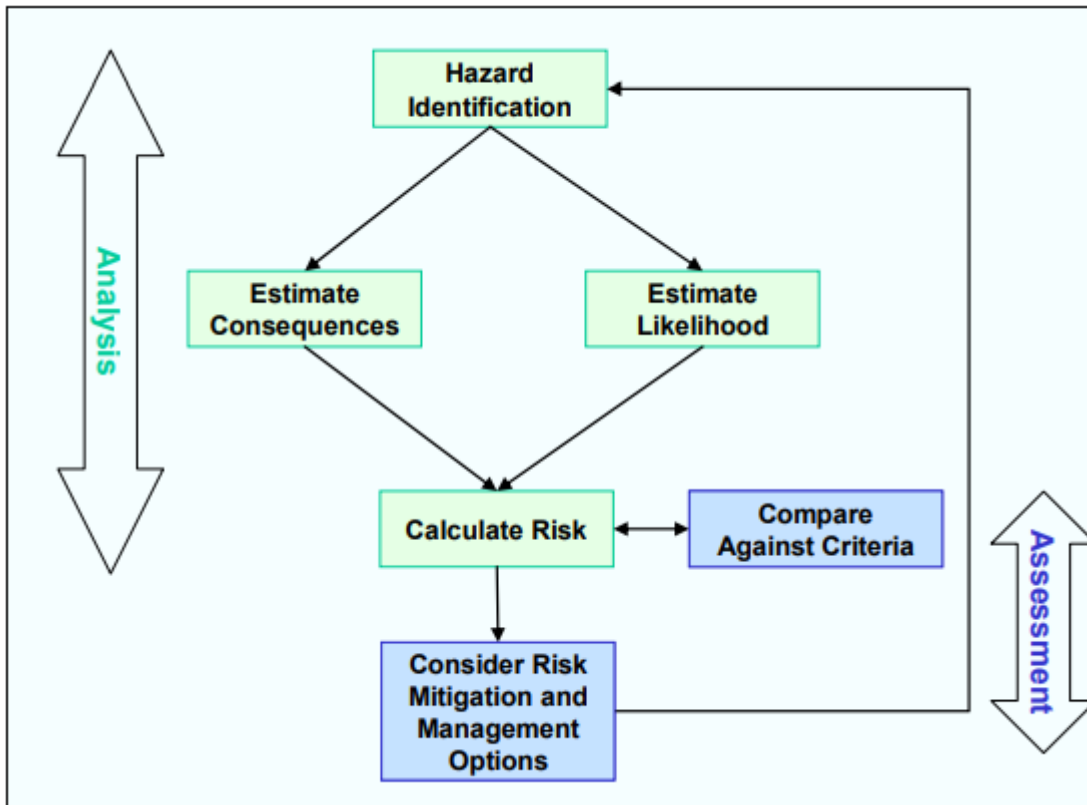 Hazard
Identification
Analysis
Estimate
Consequences
Estimate
Likelihood
Calculate Risk
Compare
Against Criteria
Assessment
Consider Risk
Mitigation and
Management
Options